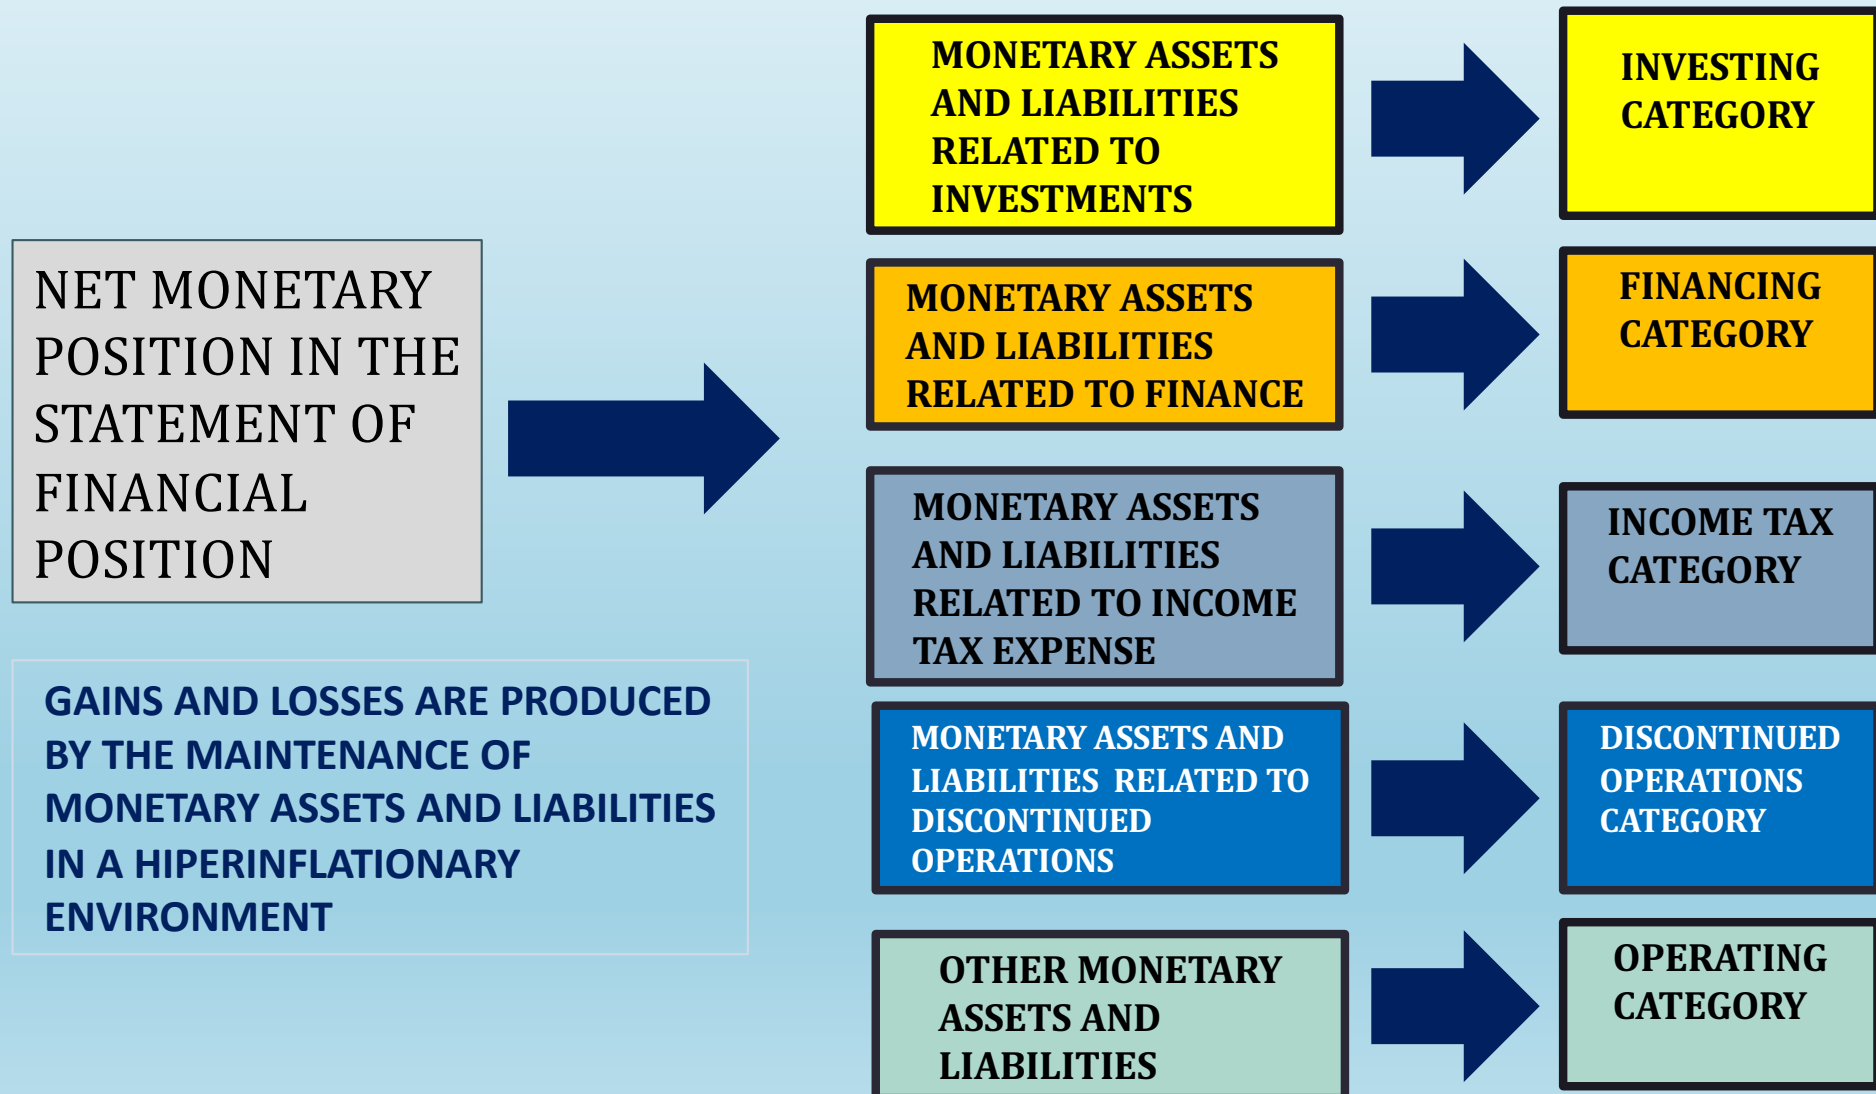 NET MONETARY
POSITION IN THE
STATEMENT OF
FINANCIAL
POSITION
GAINS AND LOSSES ARE PRODUCED
BY THE MAINTENANCE OF
MONETARY ASSETS AND LIABILITIES
IN A HIPERINFLATIONARY
ENVIRONMENT
MONETARY ASSETS
AND LIABILITIES
RELATED TO
INVESTMENTS
INVESTING
CATEGORY
MONETARY ASSETS
AND LIABILITIES
RELATED TO FINANCE
FINANCING
CATEGORY
MONETARY ASSETS
AND LIABILITIES
RELATED TO INCOME
TAX EXPENSE
INCOME TAX
CATEGORY
MONETARY ASSETS AND
LIABILITIES RELATED TO
DISCONTINUED
OPERATIONS
DISCONTINUED
OPERATIONS
CATEGORY
OTHER MONETARY
ASSETS AND
LIABILITIES
OPERATING
CATEGORY